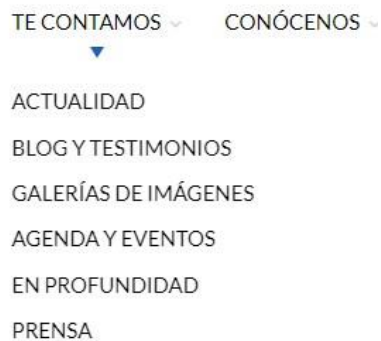 TE CONTAMOS CONÓCENOS
ACTUALIDAD
BLOG Y TESTIMONIOS
GALERÍAS DE IMÁGENES
AGENDA Y EVENTOS
EN PROFUNDIDAD
PRENSA